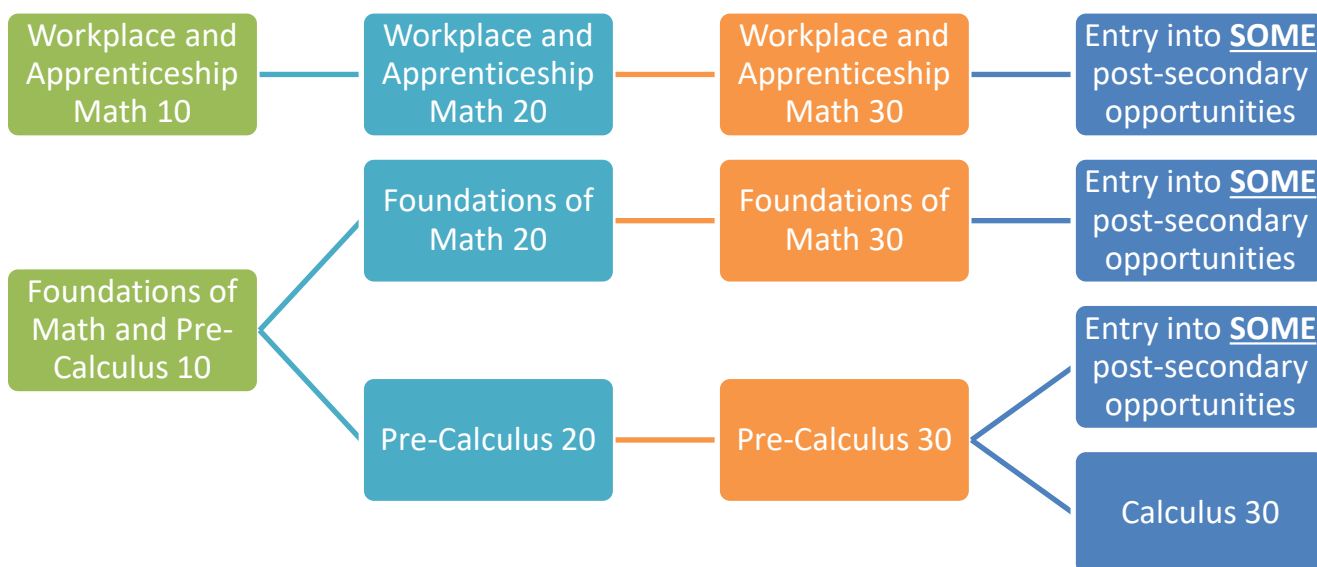 Workplace and
Apprenticeship
Math 10
Workplace and
Apprenticeship
Math 20
Workplace and
Apprenticeship
Math 30
Entry into SOME
post-secondary
opportunities
Foundations of
Math and Pre-
Calculus 10
Foundations of
Math 20
Foundations of
Math 30
Entry into SOME
post-secondary
opportunities
Pre-Calculus 20
Pre-Calculus 30
Entry into SOME
post-secondary
opportunities
Calculus 30